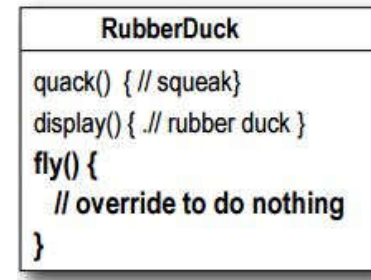 RubberDuck
quack() { // squeak}
display() { .// rubber duck }
fly() {
// override to do nothing
}